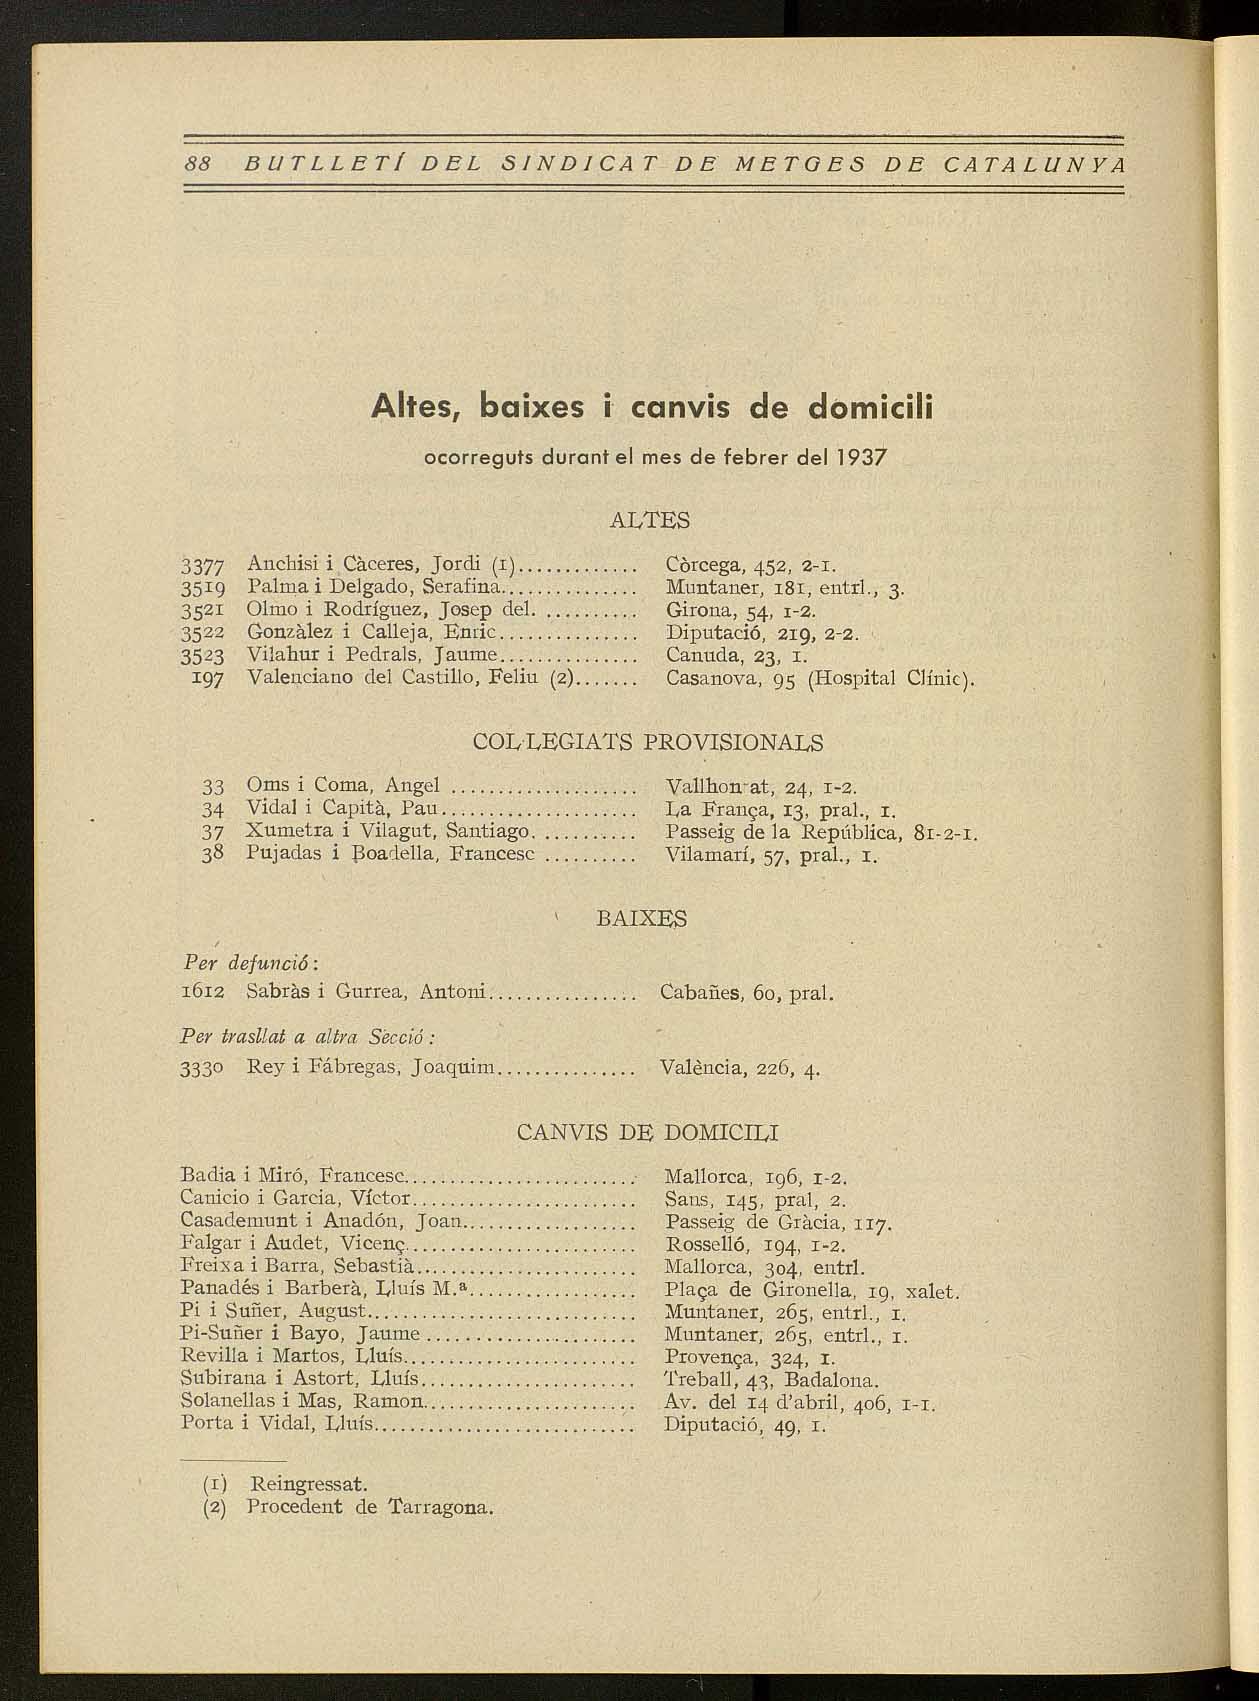 88 BUTLLETÍ DEL SINDICAT DE METGES DE CATALUNYA
Altes, baixes i canvis de domicili
ocorreguts durant el mes de febrer del 1937
ALTES
3377 Anchisi i Càceres, Jordi (1)............. Còrcega, 452, 2-1.
3519 Palma i Delgado, Serafina............... Muntaner, 181, entrl., 3.
3521 Olmo i Rodríguez, Josep del. .......... Girona, 54, 1-2.
3522 Gonzàlez i Calleja, Enric............... Diputació, 219, 2-2.
3523 Vilahur i Pedrals, Jaume............... Canuda, 23, 1.
197 Valenciano del Castillo, Feliu (2)....... Casanova, 95 (Hospital Clínic).
COL·LEGIATS PROVISIONALS
33 Oms i Coma, Angel .................... Vallhonrat, 24, 1-2.
34 Vidal i Capità, Pau..................... La França, 13, pral., 1.
37 Xumetra i Vilagut, Santiago. .......... Passeig de la República, 81-2-1.
38 Pujadas i Boadella, Francesc .......... Vilamarí, 57, pral., 1.
BAIXES
Per defunció :
1612 Sabràs i Gurrea, Antoni................ Cabañes, 60, pral.
Per trasllat a altra Secció :
3330 Rey i Fábregas, Joaquim............... València, 226, 4.
CANVIS DE DOMICILI
Badia i Miró, Francesc......................... Mallorca, 196, 1-2.
Canicio i Garcia, Víctor........................ Sans, 145, pral, 2.
Casademunt i Anadón, Joan................... Passeig de Gràcia, 117.
Falgar i Audet, Vicenç......................... Rosselló, 194, 1-2.
Freixa i Barra, Sebastià........................ Mallorca, 304, entrl.
Panadés i Barberà, Lluís M.ª.................. Plaça de Gironella, 19, xalet.
Pi i Suñer, August............................. Muntaner, 265, entrl., 1.
Pi-Suñer i Bayo, Jaume ....................... Muntaner, 265, entrl., 1.
Revilla i Martos, Lluís......................... Provença, 324, 1.
Subirana i Astort, Lluís....................... Treball, 43, Badalona.
Solanellas i Mas, Ramon....................... Av. del 14 d'abril, 406, 1-1.
Porta i Vidal, Lluís............................ Diputació, 49, 1.
(1) Reingressat.
(2) Procedent de Tarragona.